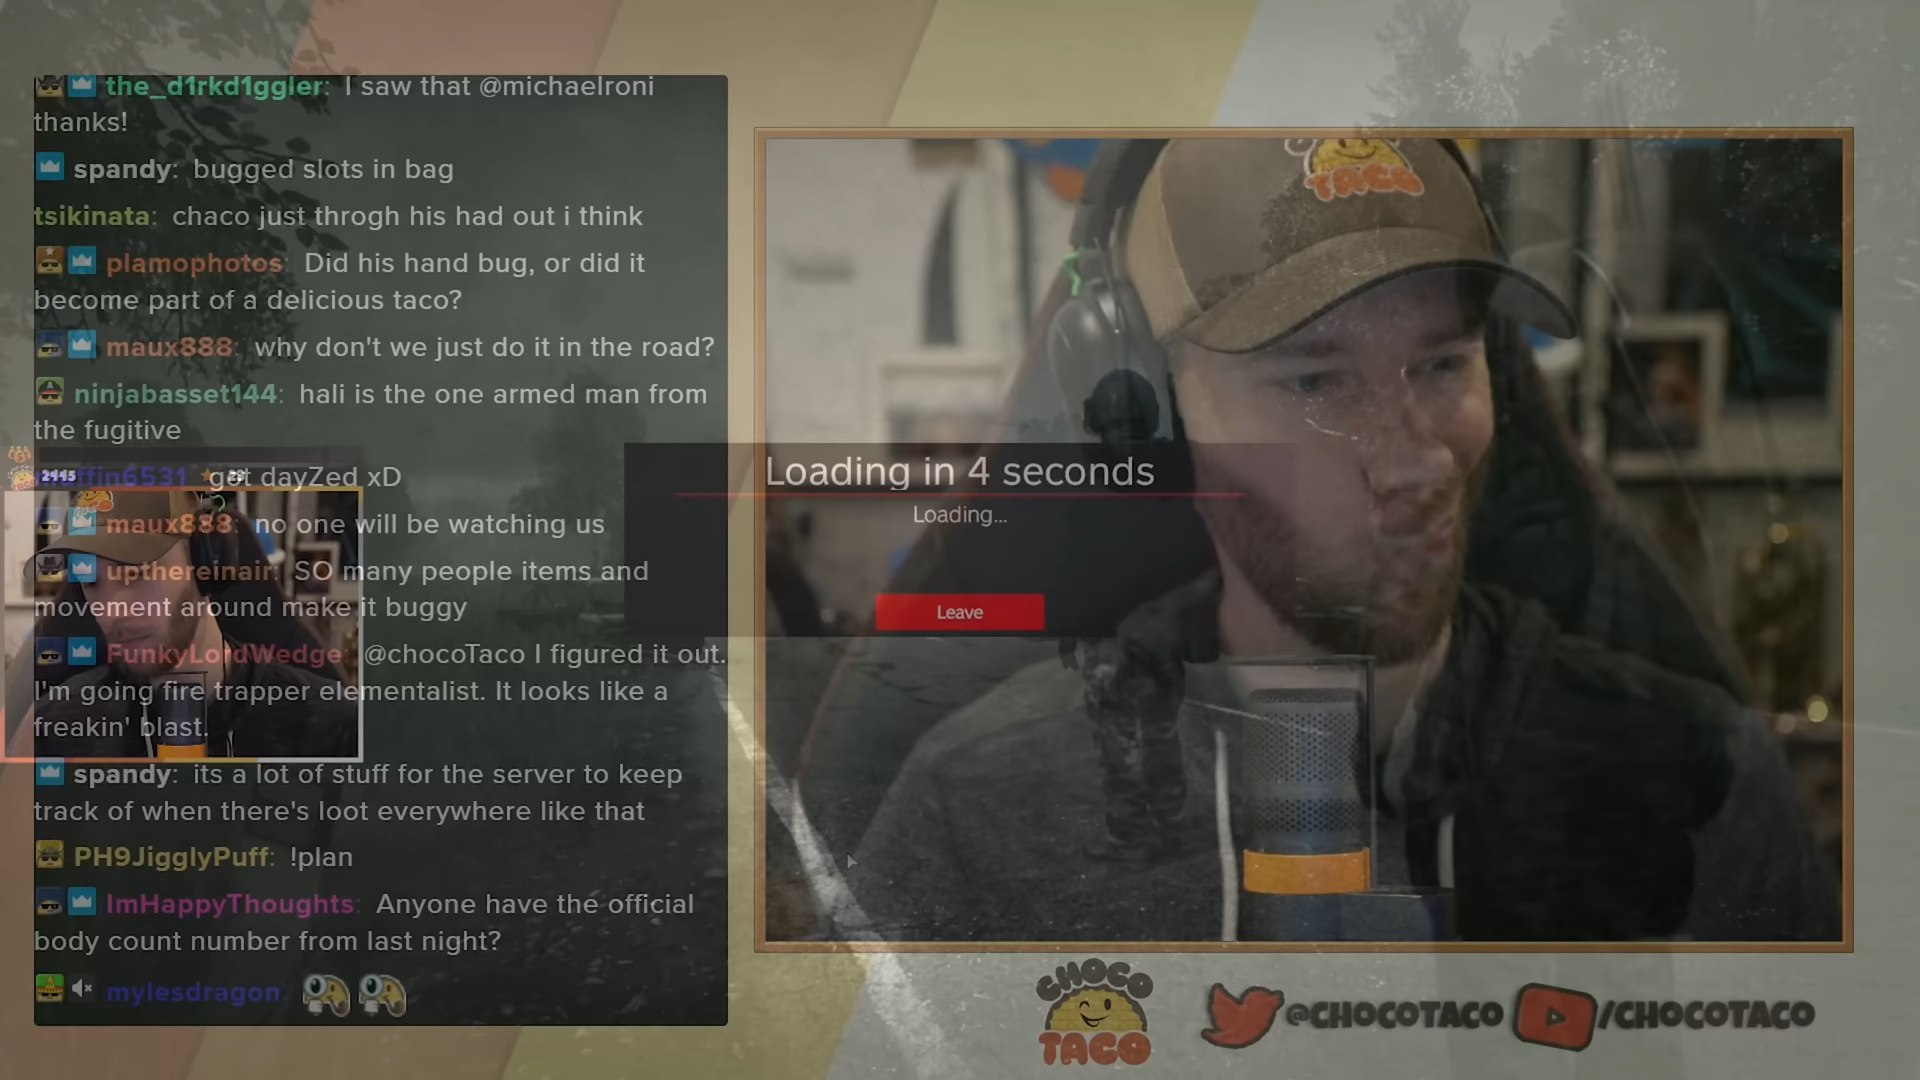 the_d1rkd1ggler: I saw that @michaelroni
thanks!
spandy: bugged slots in bag
tsikinata: chaco just throgh his had out i think
plamophotos: Did his hand bug, or did it
become part of a delicious taco?
maux888: why don't we just do it in the road?
ninjabasset144: hali is the one armed man from
the fugitive
get dayZed xD
maux888: no one will be watching us
upthereinair: SO many people items and
movement around make it buggy
FunkyLordWedge: @chocoTaco I figured it out.
I'm going fire trapper elementalist. It looks like a
freakin' blast.
spandy: its a lot of stuff for the server to keep
track of when there's loot everywhere like that
PH9JigglyPuff: !plan
ImHappyThoughts: Anyone have the official
body count number from last night?
mylesdragon:
TACO
Loading in 4 seconds
Loading...
Leave
CHOCO
TACO
@CHOCOTACO
/CHOCOTACO